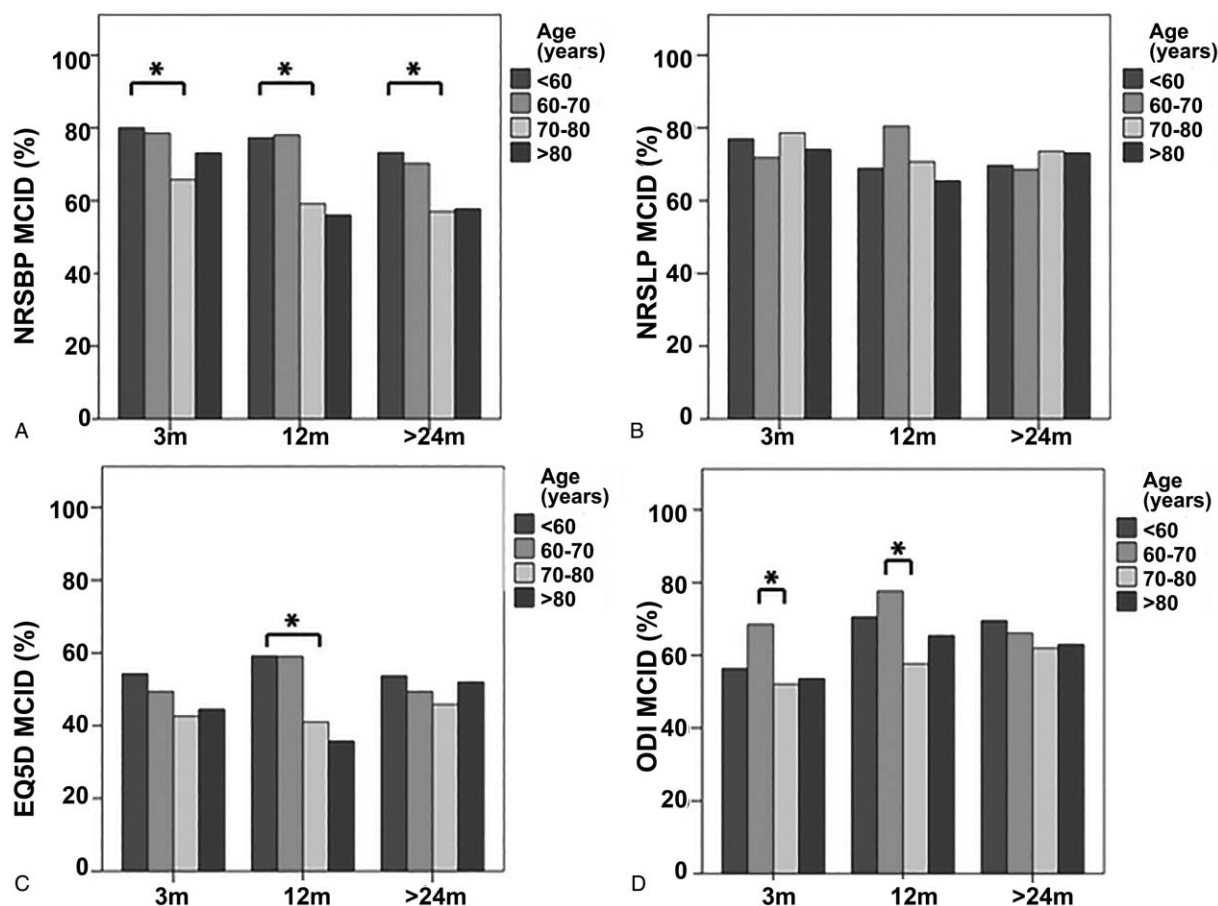 Age
(years)
<60
60-70
70-80
>80
100
80
60
40
20
0
NRSBP MCID (%)
*
*
*
3m
12m
>24m
A
Age
(years)
<60
60-70
70-80
>80
100
80
60
40
20
0
NRSLP MCID (%)
3m
12m
>24m
B
Age
(years)
<60
60-70
70-80
>80
100
80
60
40
20
0
EQ5D MCID (%)
*
3m
12m
>24m
C
Age
(years)
<60
60-70
70-80
>80
100
80
60
40
20
0
ODI MCID (%)
*
*
3m
12m
>24m
D